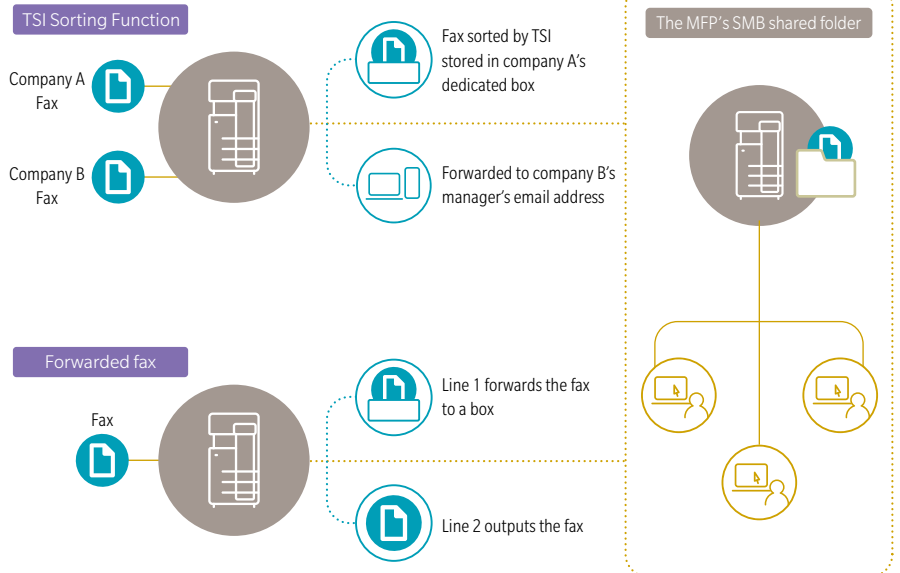 TSI Sorting Function
Company A
Fax
Company B
Fax
Fax sorted by TSI
stored in company A's
dedicated box
Forwarded to company B's
manager's email address
Forwarded fax
Fax
Line 1 forwards the fax
to a box
Line 2 outputs the fax
The MFP's SMB shared folder